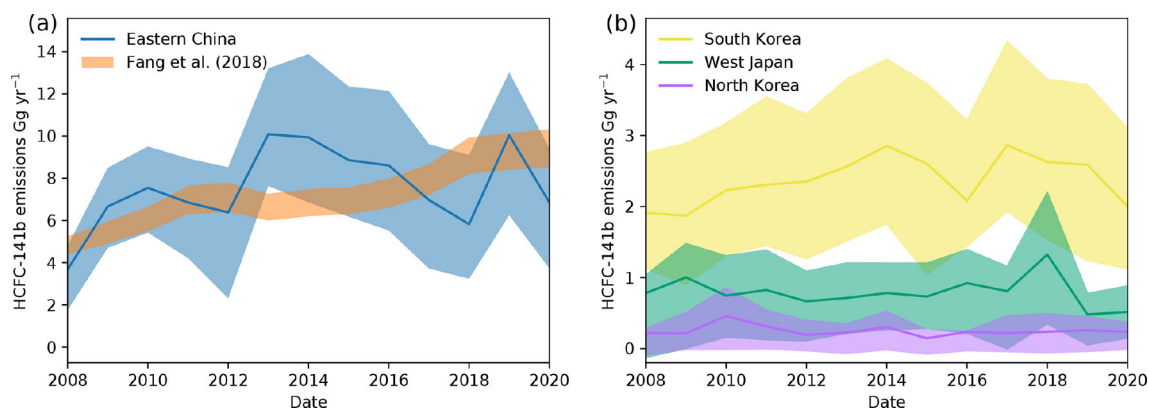 (a)
Eastern China
Fang et al. (2018)
HCFC-141b emissions Gg yr⁻¹
14
12
10
8
6
4
2
0
2008 2010 2012 2014 2016 2018 2020
Date
(b)
South Korea
West Japan
North Korea
HCFC-141b emissions Gg yr⁻¹
4
3
2
1
0
2008 2010 2012 2014 2016 2018 2020
Date